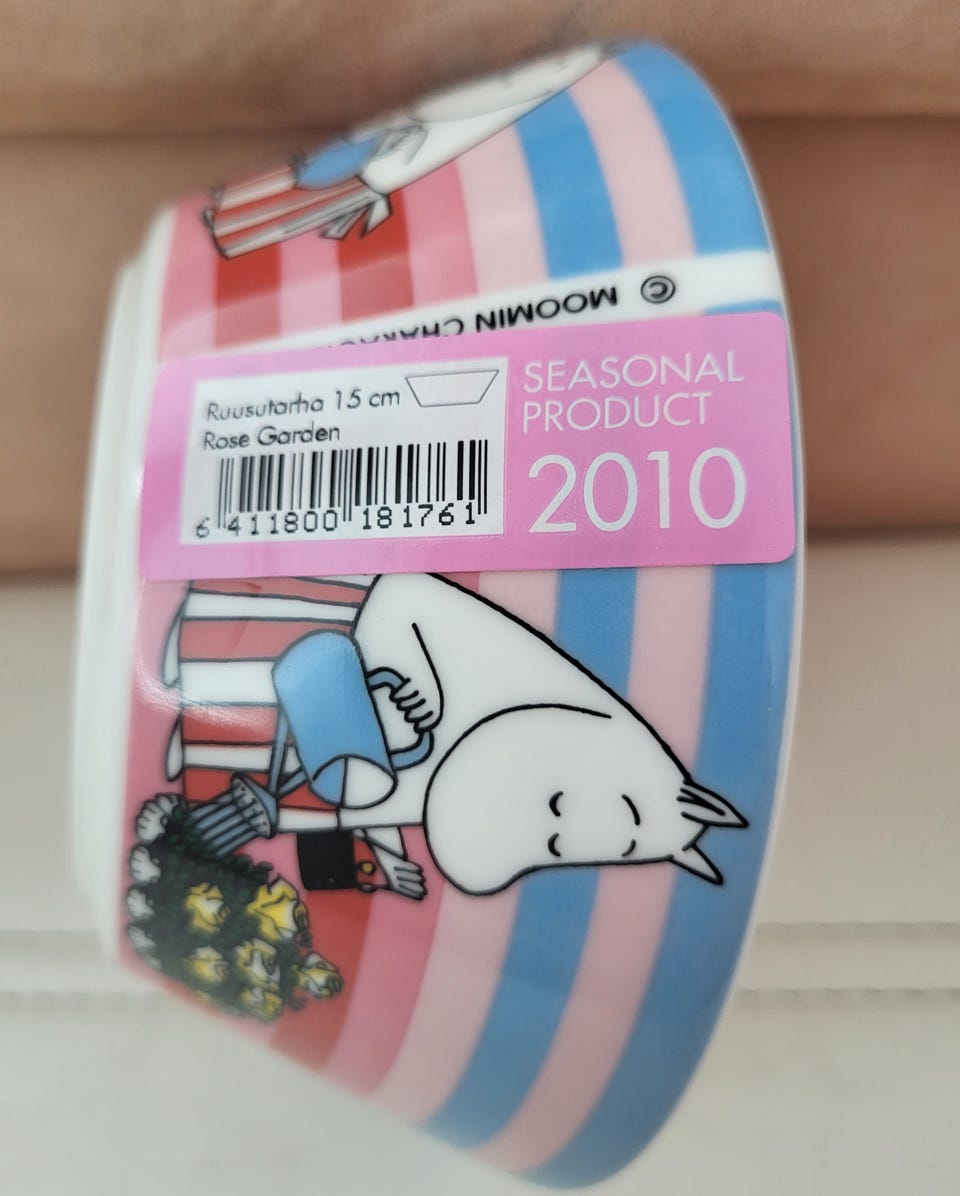 © MOOMIN
Ruusutarha 15 cm
Rose Garden
6 411800 181761
SEASONAL
PRODUCT
2010